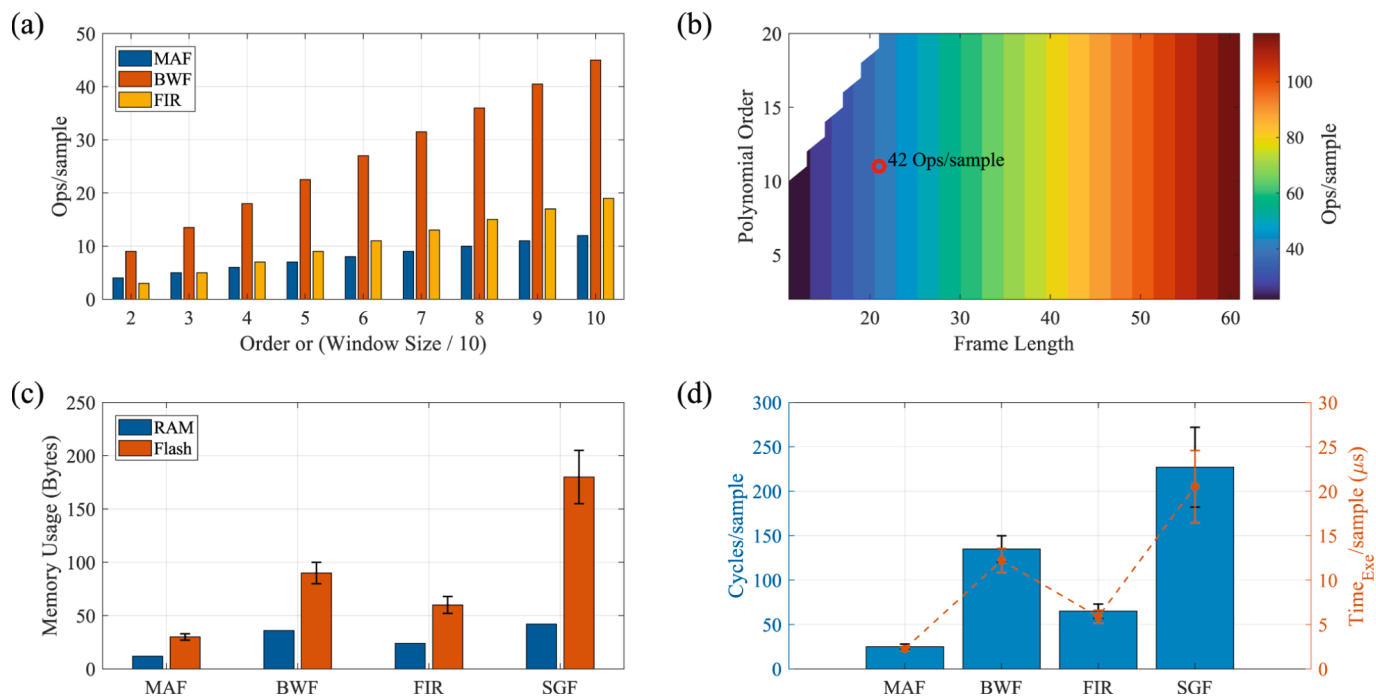 (a)
50
40
30
20
10
0
Ops/sample
MAF
BWF
FIR
2 3 4 5 6 7 8 9 10
Order or (Window Size / 10)
(b)
20
15
10
5
Polynomial Order
42 Ops/sample
20 30 40 50 60
Frame Length
100
80
60
40
Ops/sample
(c)
250
200
150
100
50
0
Memory Usage (Bytes)
RAM
Flash
MAF BWF FIR SGF
(d)
300
250
200
150
100
50
0
Cycles/sample
30
25
20
15
10
5
0
Time_Exe/sample (μs)
MAF BWF FIR SGF